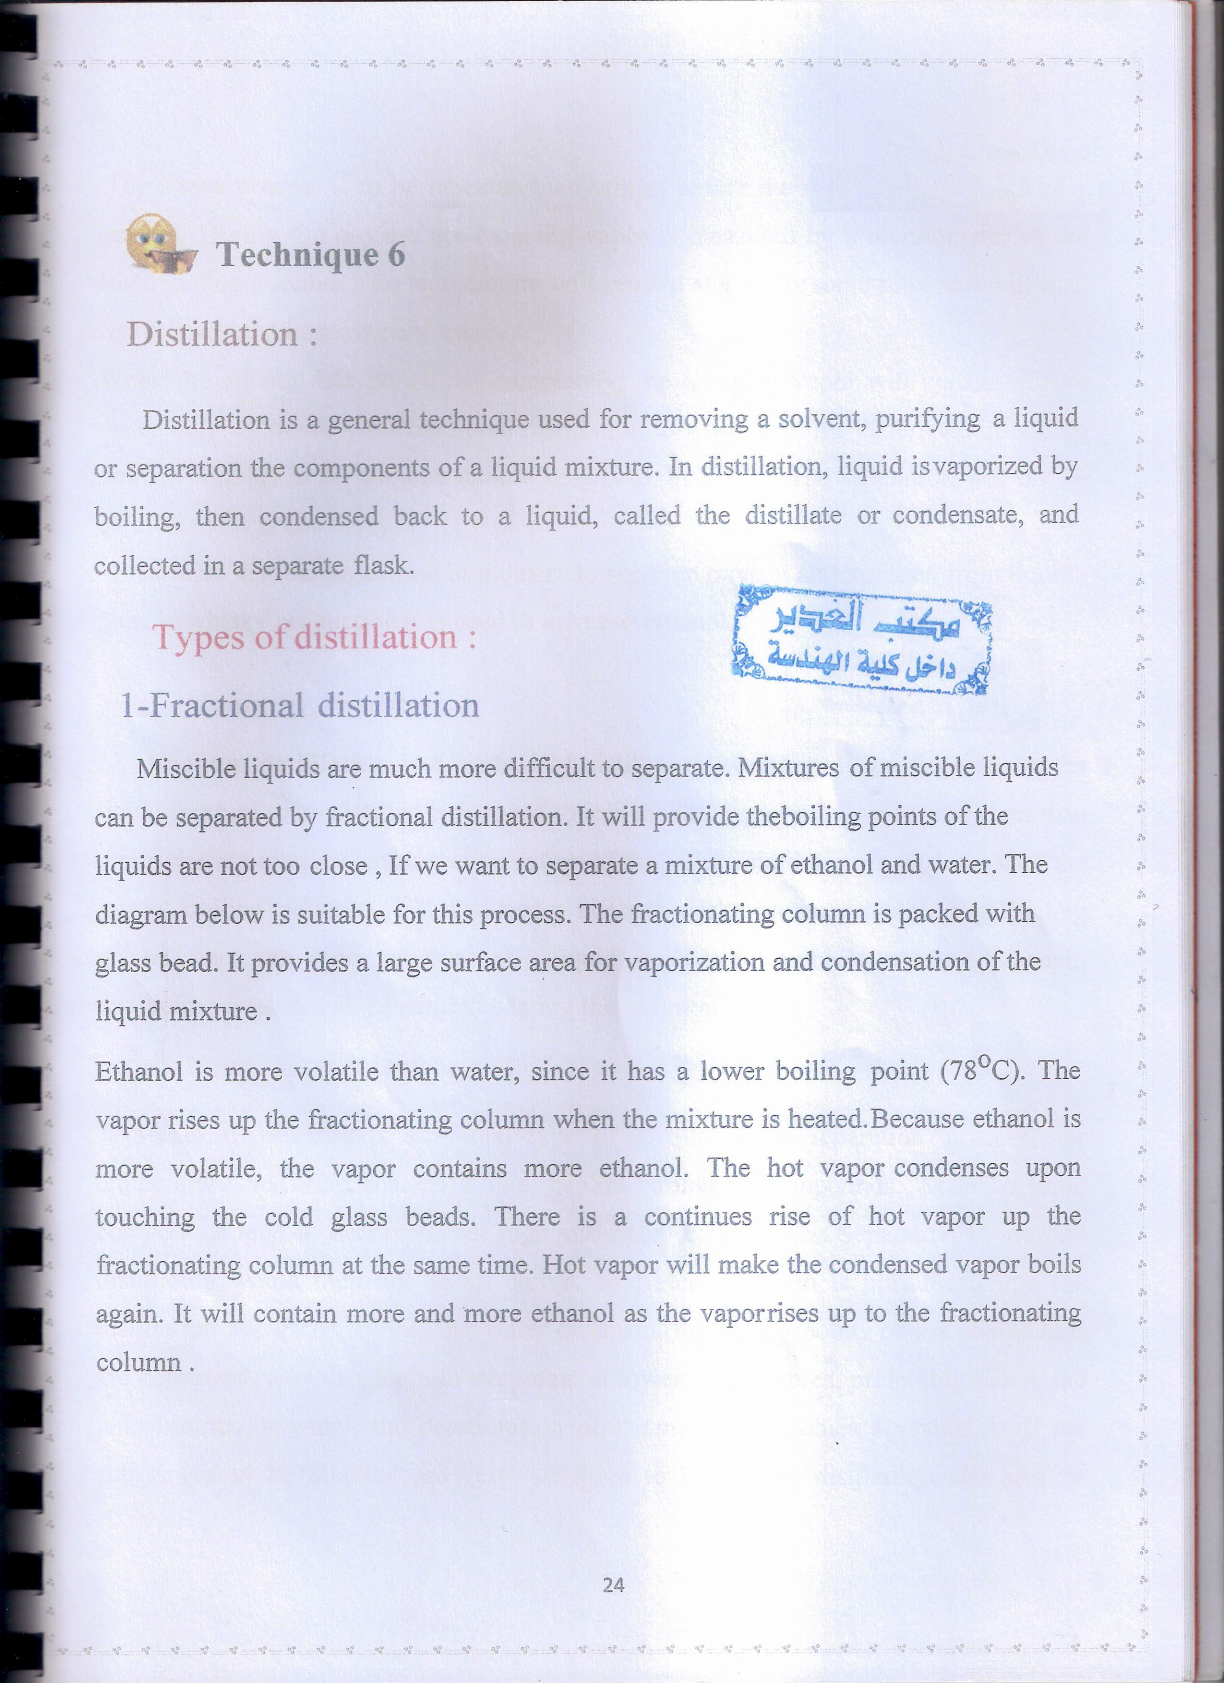 Technique 6
Distillation :
Distillation is a general technique used for removing a solvent, purifying a liquid
or separation the components of a liquid mixture. In distillation, liquid isvaporized by
boiling, then condensed back to a liquid, called the distillate or condensate, and
collected in a separate flask.
مكتب الغدير
داخل كلية الهندسة
Types of distillation :
1-Fractional distillation
Miscible liquids are much more difficult to separate. Mixtures of miscible liquids
can be separated by fractional distillation. It will provide theboiling points of the
liquids are not too close , If we want to separate a mixture of ethanol and water. The
diagram below is suitable for this process. The fractionating column is packed with
glass bead. It provides a large surface area for vaporization and condensation of the
liquid mixture .
Ethanol is more volatile than water, since it has a lower boiling point (78⁰C). The
vapor rises up the fractionating column when the mixture is heated.Because ethanol is
more volatile, the vapor contains more ethanol. The hot vapor condenses upon
touching the cold glass beads. There is a continues rise of hot vapor up the
fractionating column at the same time. Hot vapor will make the condensed vapor boils
again. It will contain more and more ethanol as the vaporrises up to the fractionating
column .
24